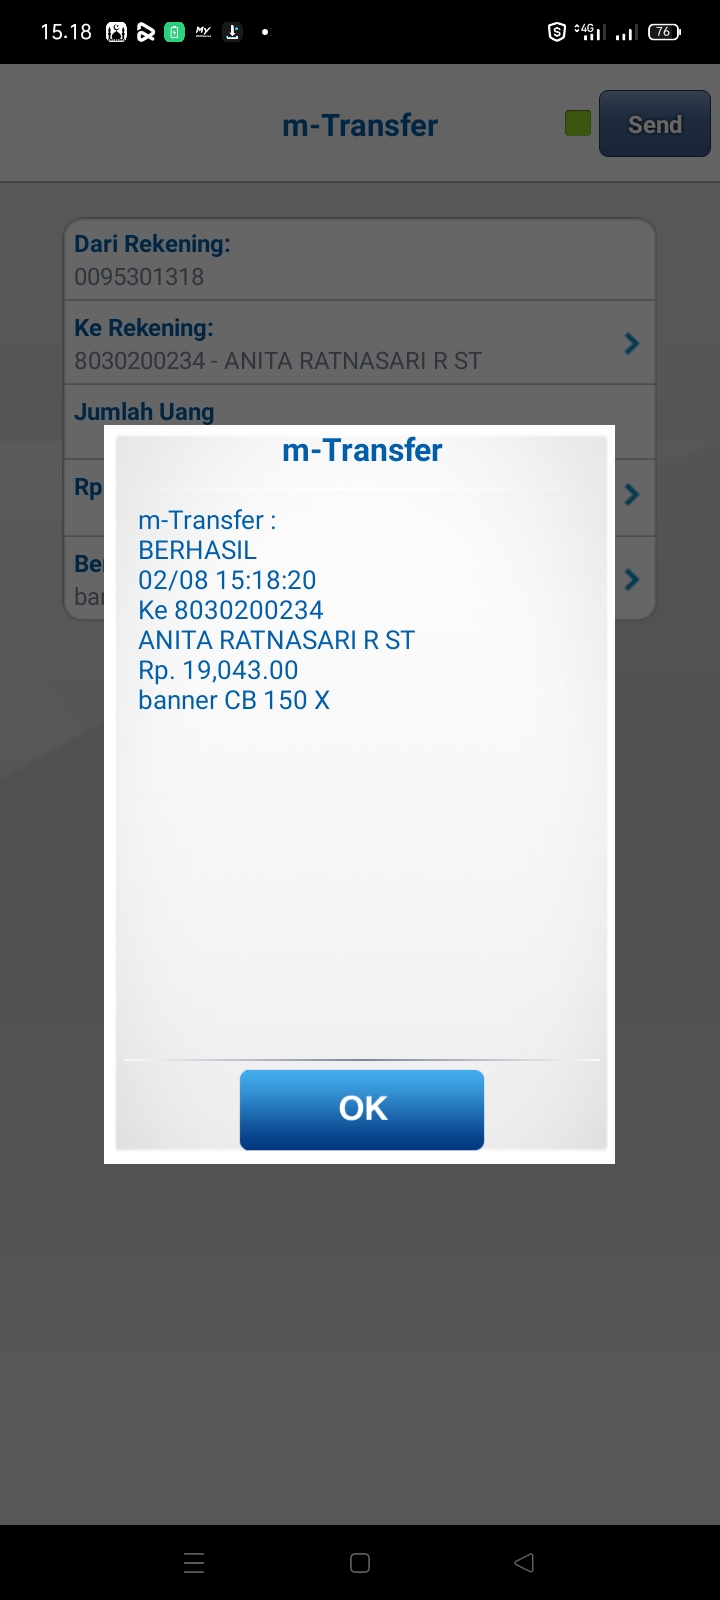 15.18
MY
4G
76
m-Transfer
Send
Dari Rekening:
0095301318
Ke Rekening:
8030200234 - ANITA RATNASARI R ST
Jumlah Uang
Rp
Be
m-Transfer
m-Transfer :
BERHASIL
02/08 15:18:20
Ke 8030200234
ANITA RATNASARI R ST
Rp. 19,043.00
banner CB 150 X
OK